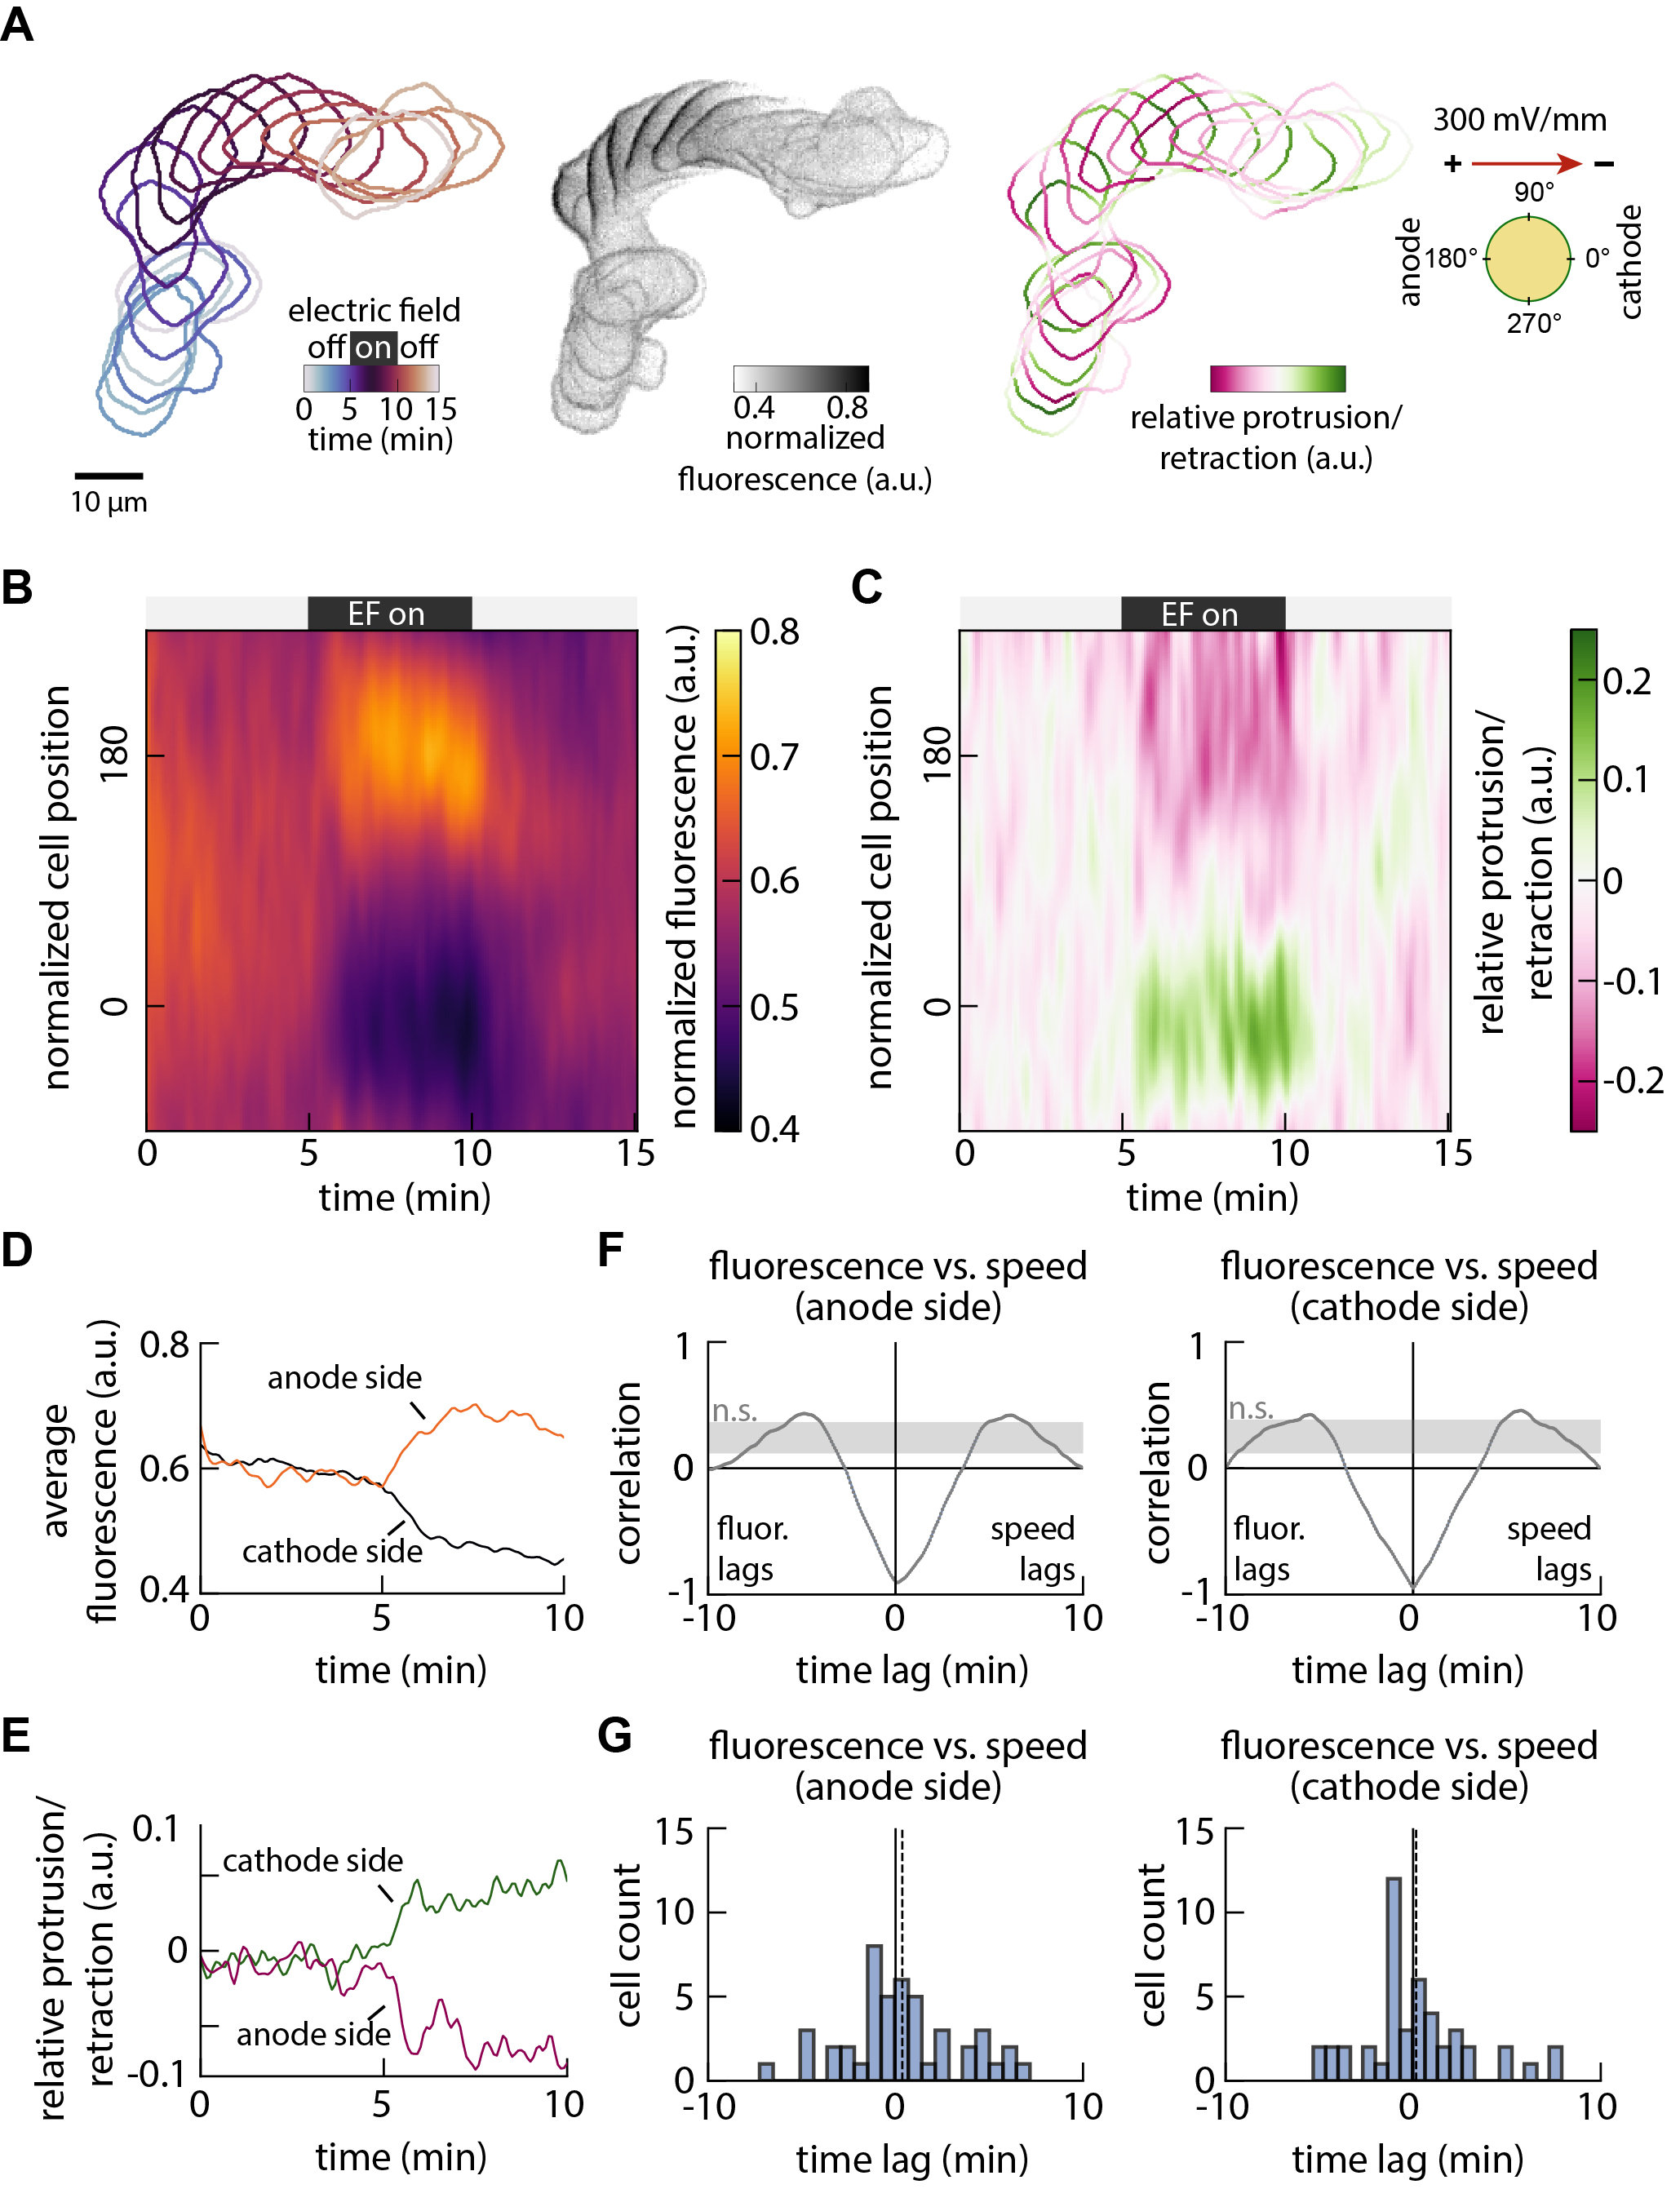 A
300 mV/mm
+ −
90°
anode
180°
0°
cathode
270°
electric field
off on off
0 5 10 15
time (min)
10 µm
0.4 0.8
normalized
fluorescence (a.u.)
relative protrusion/
retraction (a.u.)
B
EF on
normalized cell position
180
0
0 5 10 15
time (min)
normalized fluorescence (a.u.)
0.8
0.7
0.6
0.5
0.4
C
EF on
normalized cell position
180
0
0 5 10 15
time (min)
relative protrusion/
retraction (a.u.)
0.2
0.1
0
-0.1
-0.2
D
average
fluorescence (a.u.)
0.8
0.6
0.4
anode side
cathode side
0 5 10
time (min)
E
relative protrusion/
retraction (a.u.)
0.1
0
-0.1
cathode side
anode side
0 5 10
time (min)
F
fluorescence vs. speed
(anode side)
correlation
1
0
-1
n.s.
fluor.
lags
speed
lags
-10 0 10
time lag (min)
fluorescence vs. speed
(cathode side)
correlation
1
0
-1
n.s.
fluor.
lags
speed
lags
-10 0 10
time lag (min)
G
fluorescence vs. speed
(anode side)
cell count
15
10
5
0
-10 0 10
time lag (min)
fluorescence vs. speed
(cathode side)
cell count
15
10
5
0
-10 0 10
time lag (min)